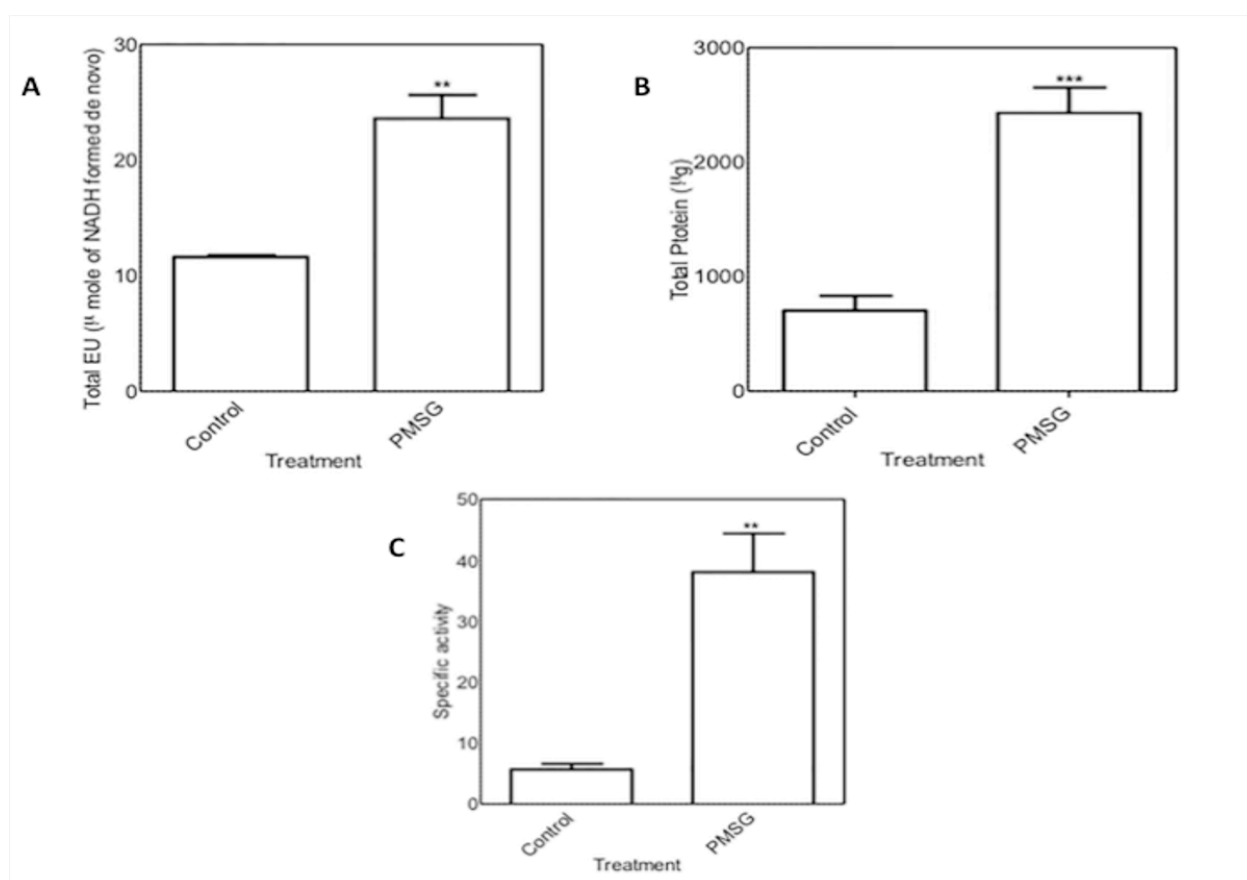 A
Total EU (µ mole of NADH formed de novo)
30
20
10
0
**
Control
PMSG
Treatment
B
Total Ptotein (µg)
3000
2000
1000
0
***
Control
PMSG
Treatment
C
Specific activity
50
40
30
20
10
0
**
Control
PMSG
Treatment